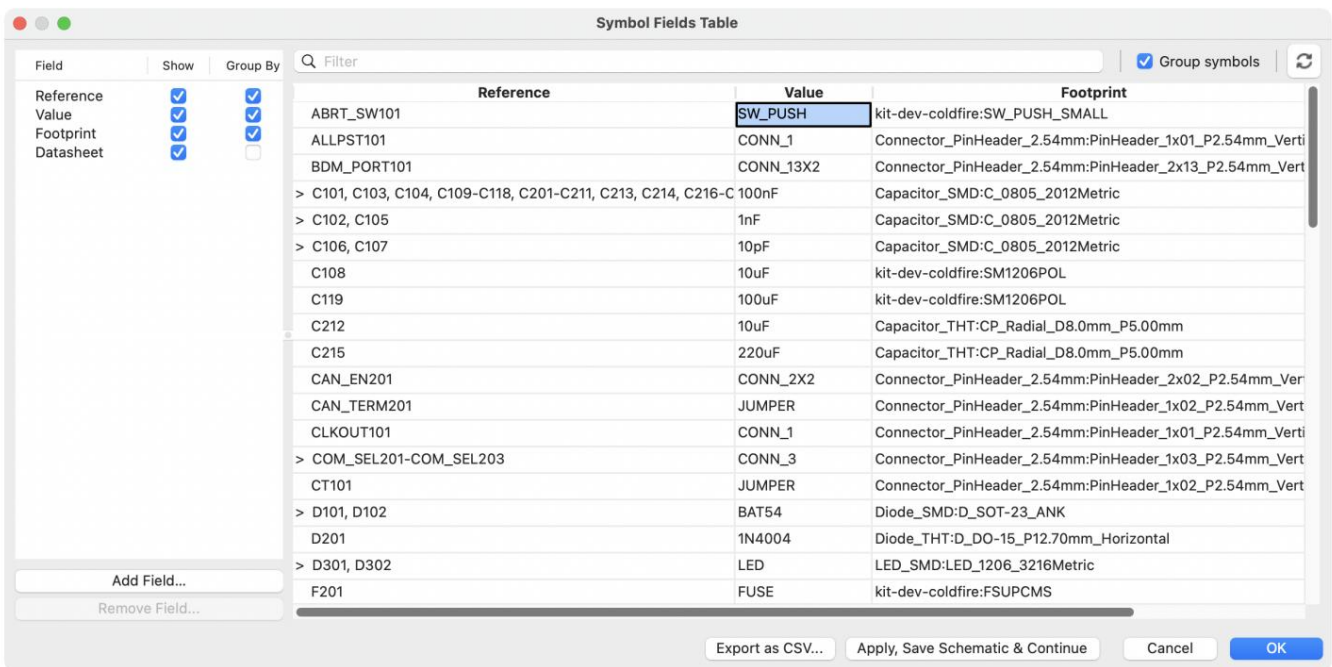 Symbol Fields Table
Field Show Group By
Reference
Value
Footprint
Datasheet
Add Field...
Remove Field...
Filter
Group symbols
Reference Value Footprint
ABRT_SW101 SW_PUSH kit-dev-coldfire:SW_PUSH_SMALL
ALLPST101 CONN_1 Connector_PinHeader_2.54mm:PinHeader_1x01_P2.54mm_Verti
BDM_PORT101 CONN_13X2 Connector_PinHeader_2.54mm:PinHeader_2x13_P2.54mm_Vert
> C101, C103, C104, C109-C118, C201-C211, C213, C214, C216-C 100nF Capacitor_SMD:C_0805_2012Metric
> C102, C105 1nF Capacitor_SMD:C_0805_2012Metric
> C106, C107 10pF Capacitor_SMD:C_0805_2012Metric
C108 10uF kit-dev-coldfire:SM1206POL
C119 100uF kit-dev-coldfire:SM1206POL
C212 10uF Capacitor_THT:CP_Radial_D8.0mm_P5.00mm
C215 220uF Capacitor_THT:CP_Radial_D8.0mm_P5.00mm
CAN_EN201 CONN_2X2 Connector_PinHeader_2.54mm:PinHeader_2x02_P2.54mm_Ver
CAN_TERM201 JUMPER Connector_PinHeader_2.54mm:PinHeader_1x02_P2.54mm_Vert
CLKOUT101 CONN_1 Connector_PinHeader_2.54mm:PinHeader_1x01_P2.54mm_Verti
> COM_SEL201-COM_SEL203 CONN_3 Connector_PinHeader_2.54mm:PinHeader_1x03_P2.54mm_Vert
CT101 JUMPER Connector_PinHeader_2.54mm:PinHeader_1x02_P2.54mm_Vert
> D101, D102 BAT54 Diode_SMD:D_SOT-23_ANK
D201 1N4004 Diode_THT:D_DO-15_P12.70mm_Horizontal
> D301, D302 LED LED_SMD:LED_1206_3216Metric
F201 FUSE kit-dev-coldfire:FSUPCMS
Export as CSV... Apply, Save Schematic & Continue Cancel OK